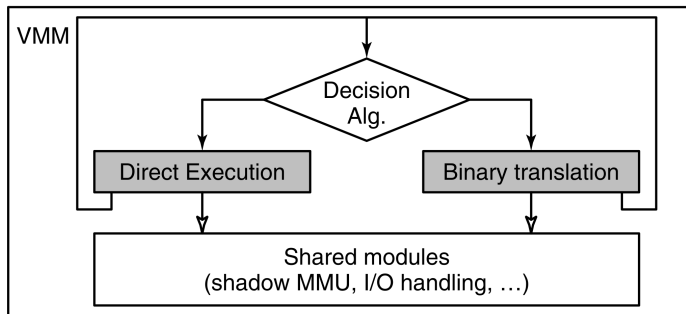 VMM
Decision
Alg.
Direct Execution
Binary translation
Shared modules
(shadow MMU, I/O handling, …)